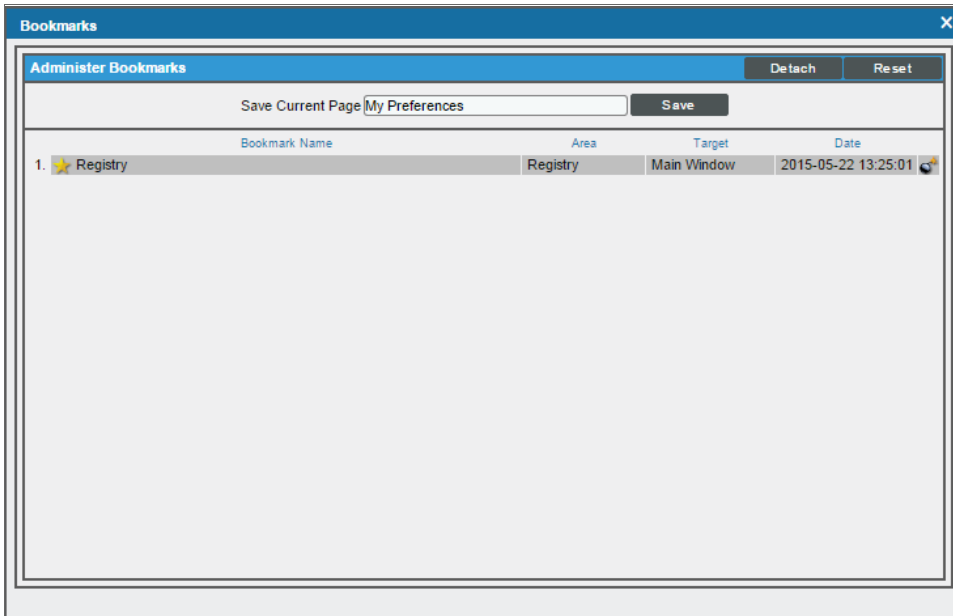 Bookmarks
Administer Bookmarks Detach Reset
Save Current Page My Preferences Save
Bookmark Name Area Target Date
1. Registry Registry Main Window 2015-05-22 13:25:01